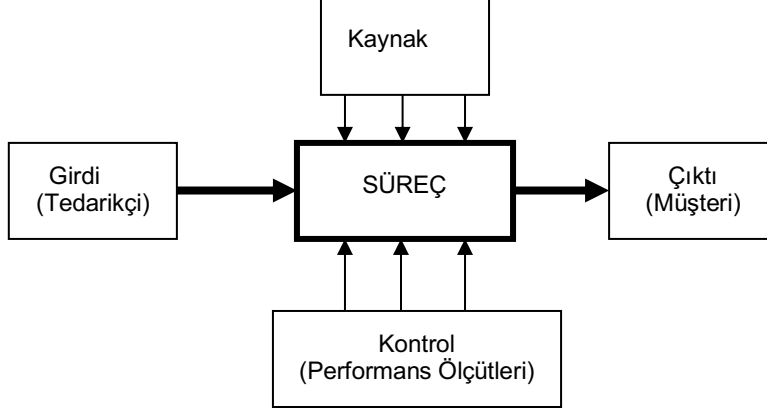 Kaynak
Girdi
(Tedarikçi)
SÜREÇ
Çıktı
(Müşteri)
Kontrol
(Performans Ölçütleri)